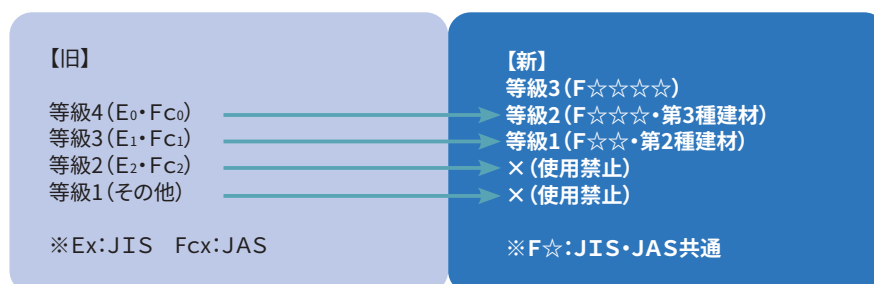 【旧】
等級4(E₀・Fc₀)
等級3(E₁・Fc₁)
等級2(E₂・Fc₂)
等級1(その他)
※Ex:JIS　Fcx:JAS
【新】
等級3(F☆☆☆☆)
等級2(F☆☆☆・第3種建材)
等級1(F☆☆・第2種建材)
×(使用禁止)
×(使用禁止)
※F☆:JIS・JAS共通